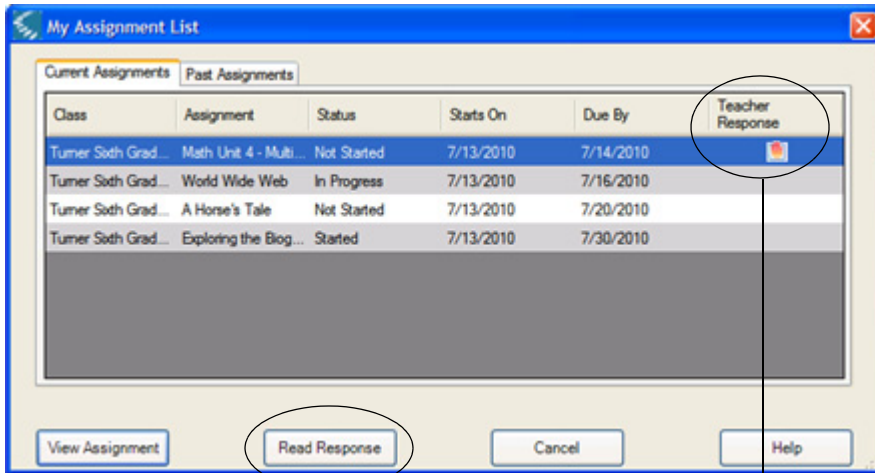 My Assignment List
Current Assignments Past Assignments
Class Assignment Status Starts On Due By Teacher Response
Turner Sixth Grad... Math Unit 4 - Multi... Not Started 7/13/2010 7/14/2010
Turner Sixth Grad... World Wide Web In Progress 7/13/2010 7/16/2010
Turner Sixth Grad... A Horse's Tale Not Started 7/13/2010 7/20/2010
Turner Sixth Grad... Exploring the Biog... Started 7/13/2010 7/30/2010
View Assignment Read Response Cancel Help